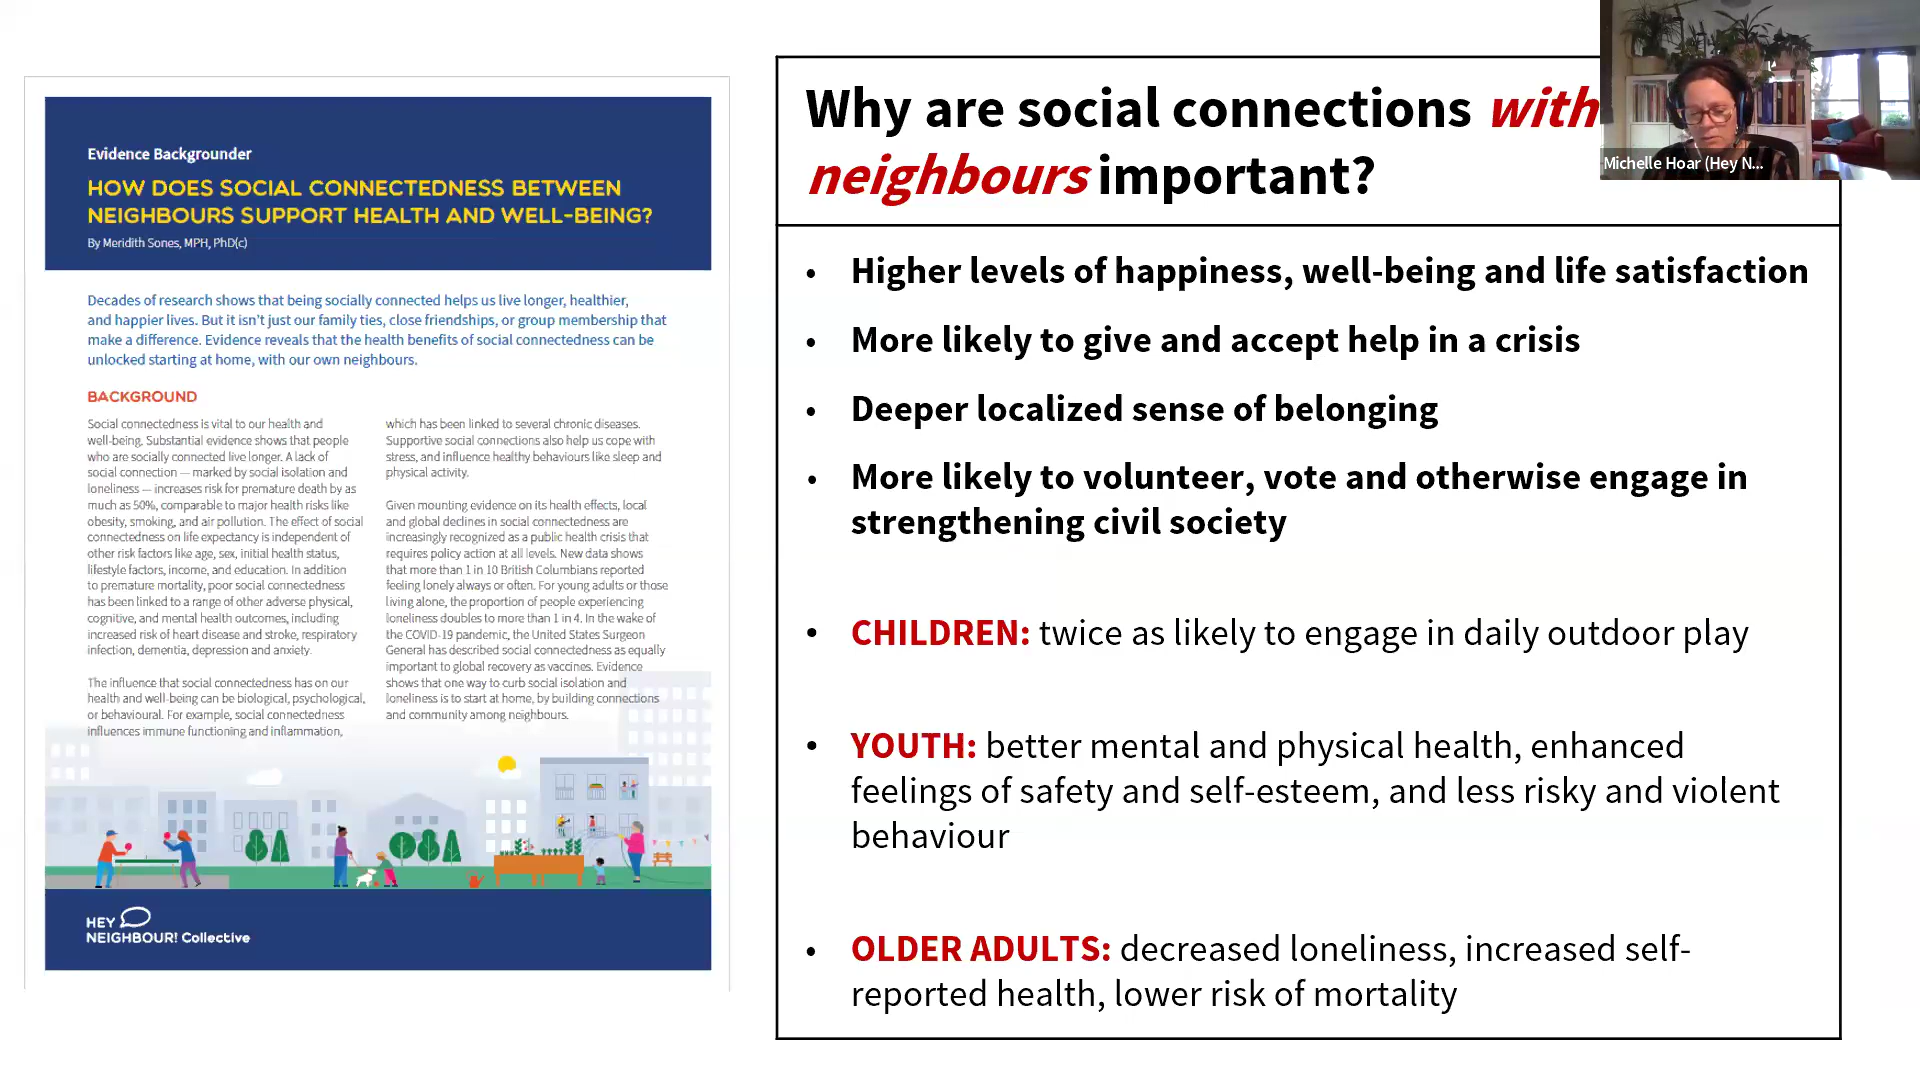 Evidence Backgrounder
HOW DOES SOCIAL CONNECTEDNESS BETWEEN
NEIGHBOURS SUPPORT HEALTH AND WELL-BEING?
By Meridith Sones, MPH, PhD(c)
Decades of research shows that being socially connected helps us live longer, healthier,
and happier lives. But it isn't just our family ties, close friendships, or group membership that
make a difference. Evidence reveals that the health benefits of social connectedness can be
unlocked starting at home, with our own neighbours.
BACKGROUND
Social connectedness is vital to our health and
well-being. Substantial evidence shows that people
who are socially connected live longer. A lack of
social connection — marked by social isolation and
loneliness — increases risk for premature death by as
much as 50%, comparable to major health risks like
obesity, smoking, and air pollution. The effect of social
connectedness on life expectancy is independent of
other risk factors like age, sex, initial health status,
lifestyle factors, income, and education. In addition
to premature mortality, poor social connectedness
has been linked to a range of other adverse physical,
cognitive, and mental health outcomes, including
increased risk of heart disease and stroke, respiratory
infection, dementia, depression and anxiety.
The influence that social connectedness has on our
health and well-being can be biological, psychological,
or behavioural. For example, social connectedness
influences immune functioning and inflammation,
which has been linked to several chronic diseases.
Supportive social connections also help us cope with
stress, and influence healthy behaviours like sleep and
physical activity.
Given mounting evidence on its health effects, local
and global declines in social connectedness are
increasingly recognized as a public health crisis that
requires policy action at all levels. New data shows
that more than 1 in 10 British Columbians reported
feeling lonely always or often. For young adults or those
living alone, the proportion of people experiencing
loneliness doubles to more than 1 in 4. In the wake of
the COVID-19 pandemic, the United States Surgeon
General has described social connectedness as equally
important to global recovery as vaccines. Evidence
shows that one way to curb social isolation and
loneliness is to start at home, by building connections
and community among neighbours.
HEY
NEIGHBOUR! Collective
Why are social connections with
neighbours important?
• Higher levels of happiness, well-being and life satisfaction
• More likely to give and accept help in a crisis
• Deeper localized sense of belonging
• More likely to volunteer, vote and otherwise engage in
strengthening civil society
• CHILDREN: twice as likely to engage in daily outdoor play
• YOUTH: better mental and physical health, enhanced
feelings of safety and self-esteem, and less risky and violent
behaviour
• OLDER ADULTS: decreased loneliness, increased self-
reported health, lower risk of mortality
Michelle Hoar (Hey N...